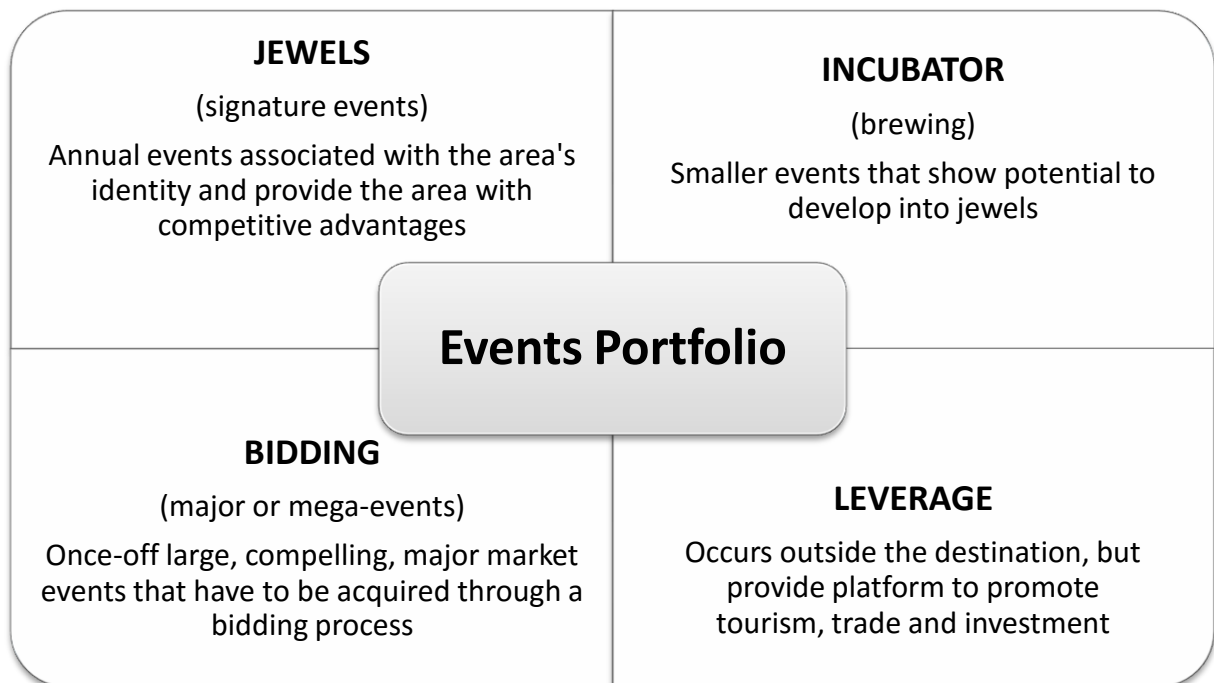 JEWELS
(signature events)
Annual events associated with the area's
identity and provide the area with
competitive advantages
INCUBATOR
(brewing)
Smaller events that show potential to
develop into jewels
Events Portfolio
BIDDING
(major or mega-events)
Once-off large, compelling, major market
events that have to be acquired through a
bidding process
LEVERAGE
Occurs outside the destination, but
provide platform to promote
tourism, trade and investment